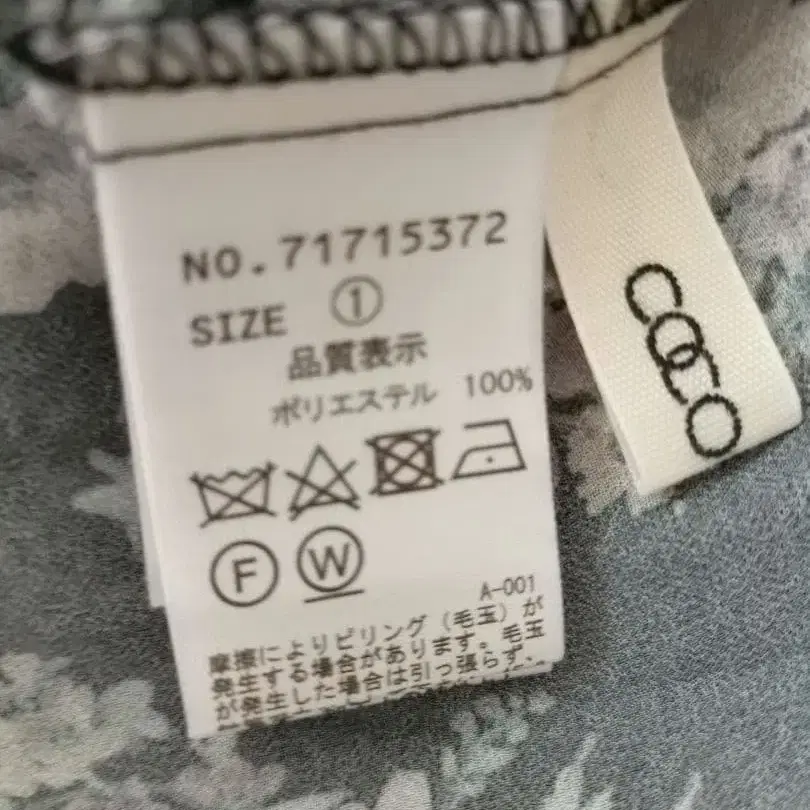 NO.71715372
SIZE ①
品質表示
ポリエステル 100%
F W
A-001
摩擦によりピリング(毛玉)が
発生する場合があります。毛玉
が発生した場合は引っ張らず、
COCO